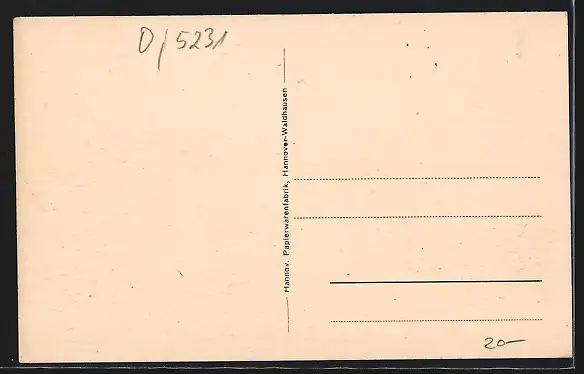 D/5231
Hannov. Papierwarenfabrik, Hannover-Waldhausen
20-